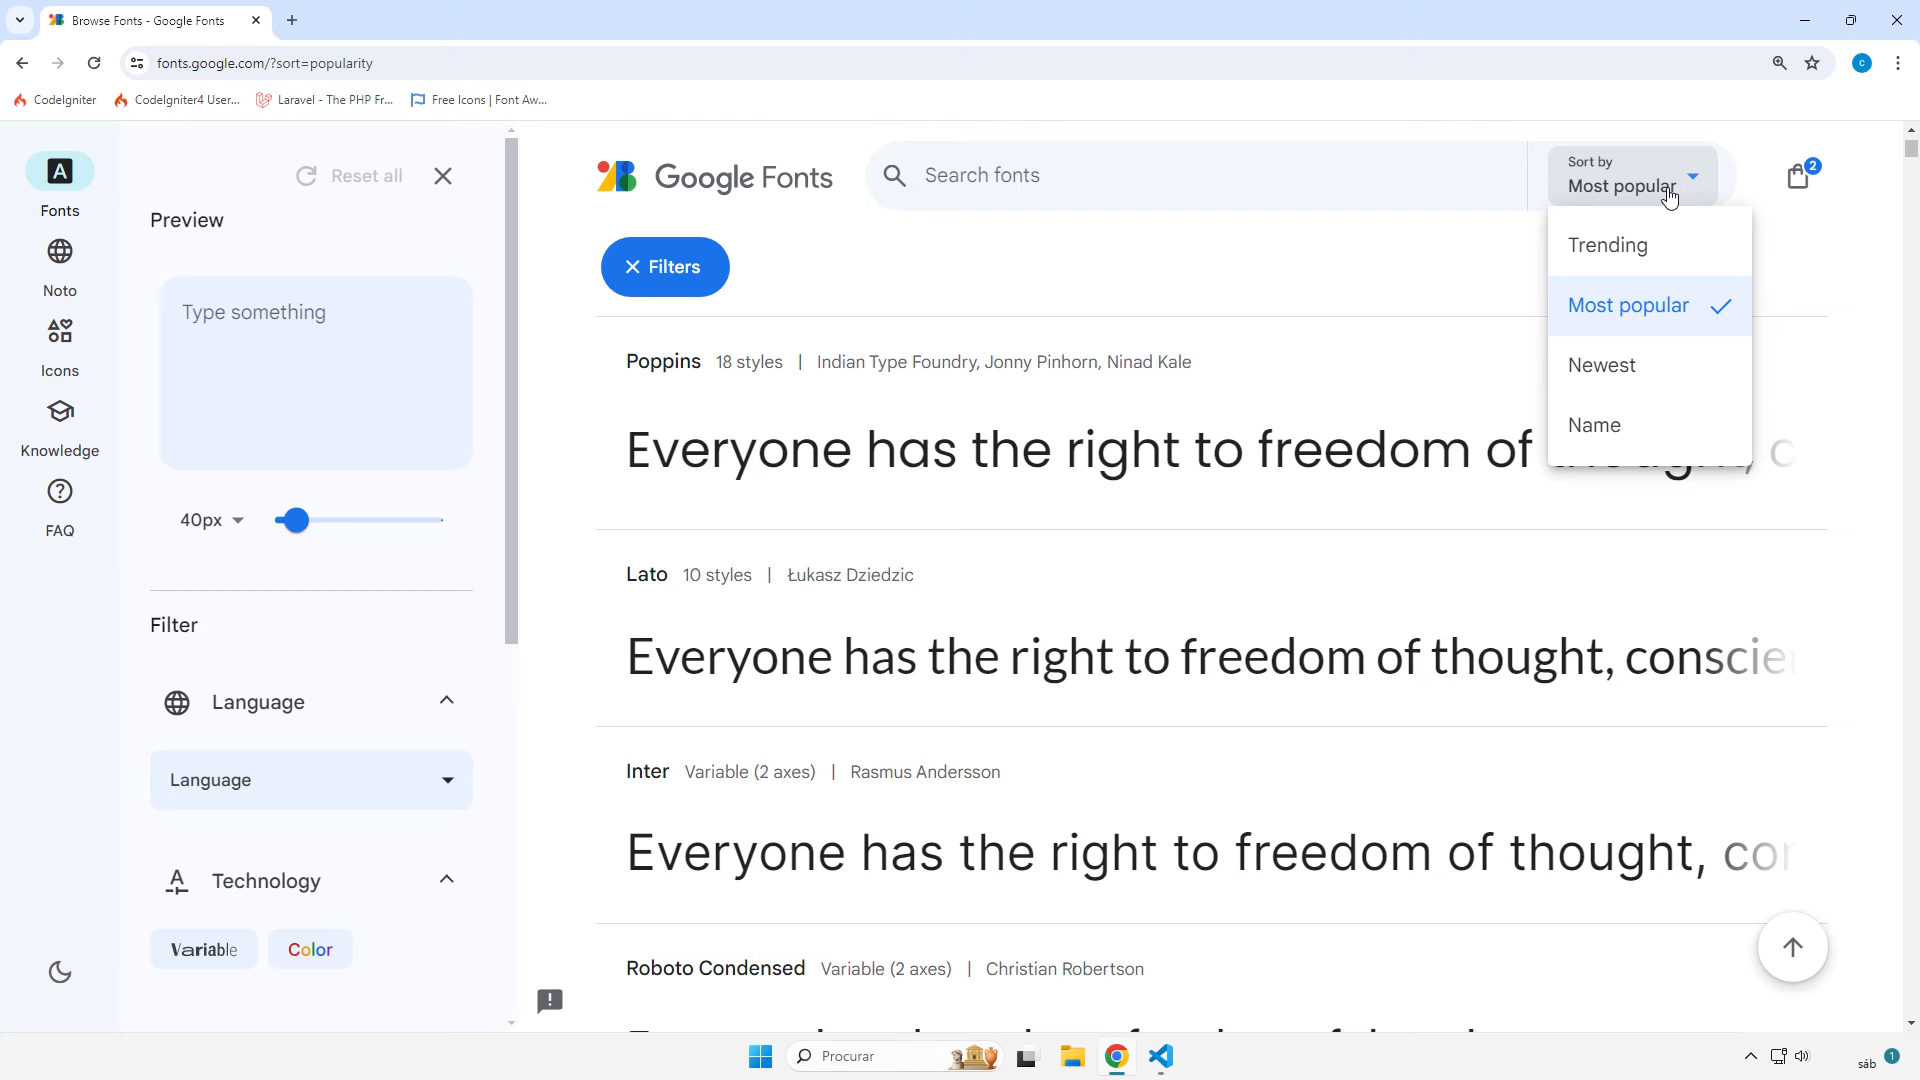 Browse Fonts - Google Fonts
fonts.google.com/?sort=popularity
c
CodeIgniter
CodeIgniter4 User...
Laravel - The PHP Fr...
Free Icons | Font Aw...
A
Fonts
Noto
Icons
Knowledge
FAQ
Reset all
Preview
Type something
40px
Filter
Language
Language
Technology
Variable
Color
Google Fonts
Search fonts
Sort by
Most popular
2
Trending
Most popular
Newest
Name
Filters
Poppins 18 styles | Indian Type Foundry, Jonny Pinhorn, Ninad Kale
Everyone has the right to freedom of thought, c
Lato 10 styles | Łukasz Dziedzic
Everyone has the right to freedom of thought, conscie
Inter Variable (2 axes) | Rasmus Andersson
Everyone has the right to freedom of thought, con
Roboto Condensed Variable (2 axes) | Christian Robertson
Procurar
sáb
1